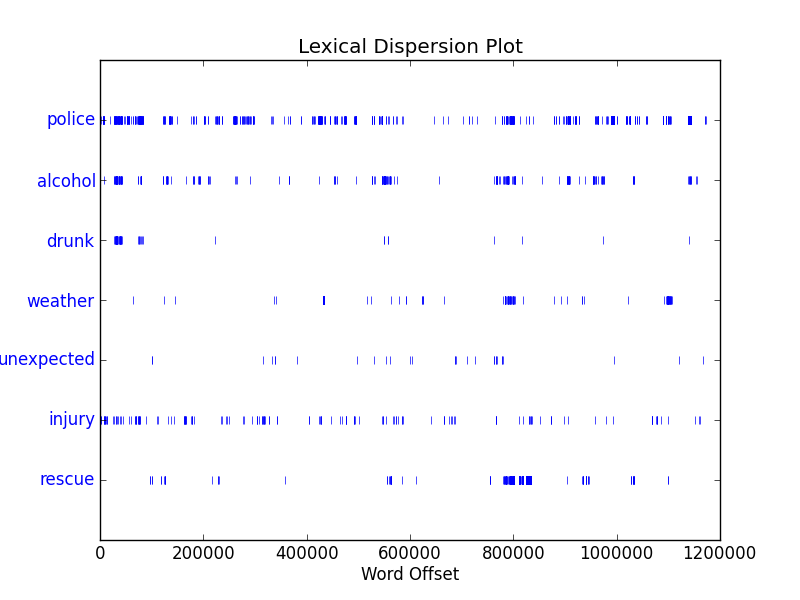 Lexical Dispersion Plot
police
alcohol
drunk
weather
unexpected
injury
rescue
0 200000 400000 600000 800000 1000000 1200000
Word Offset